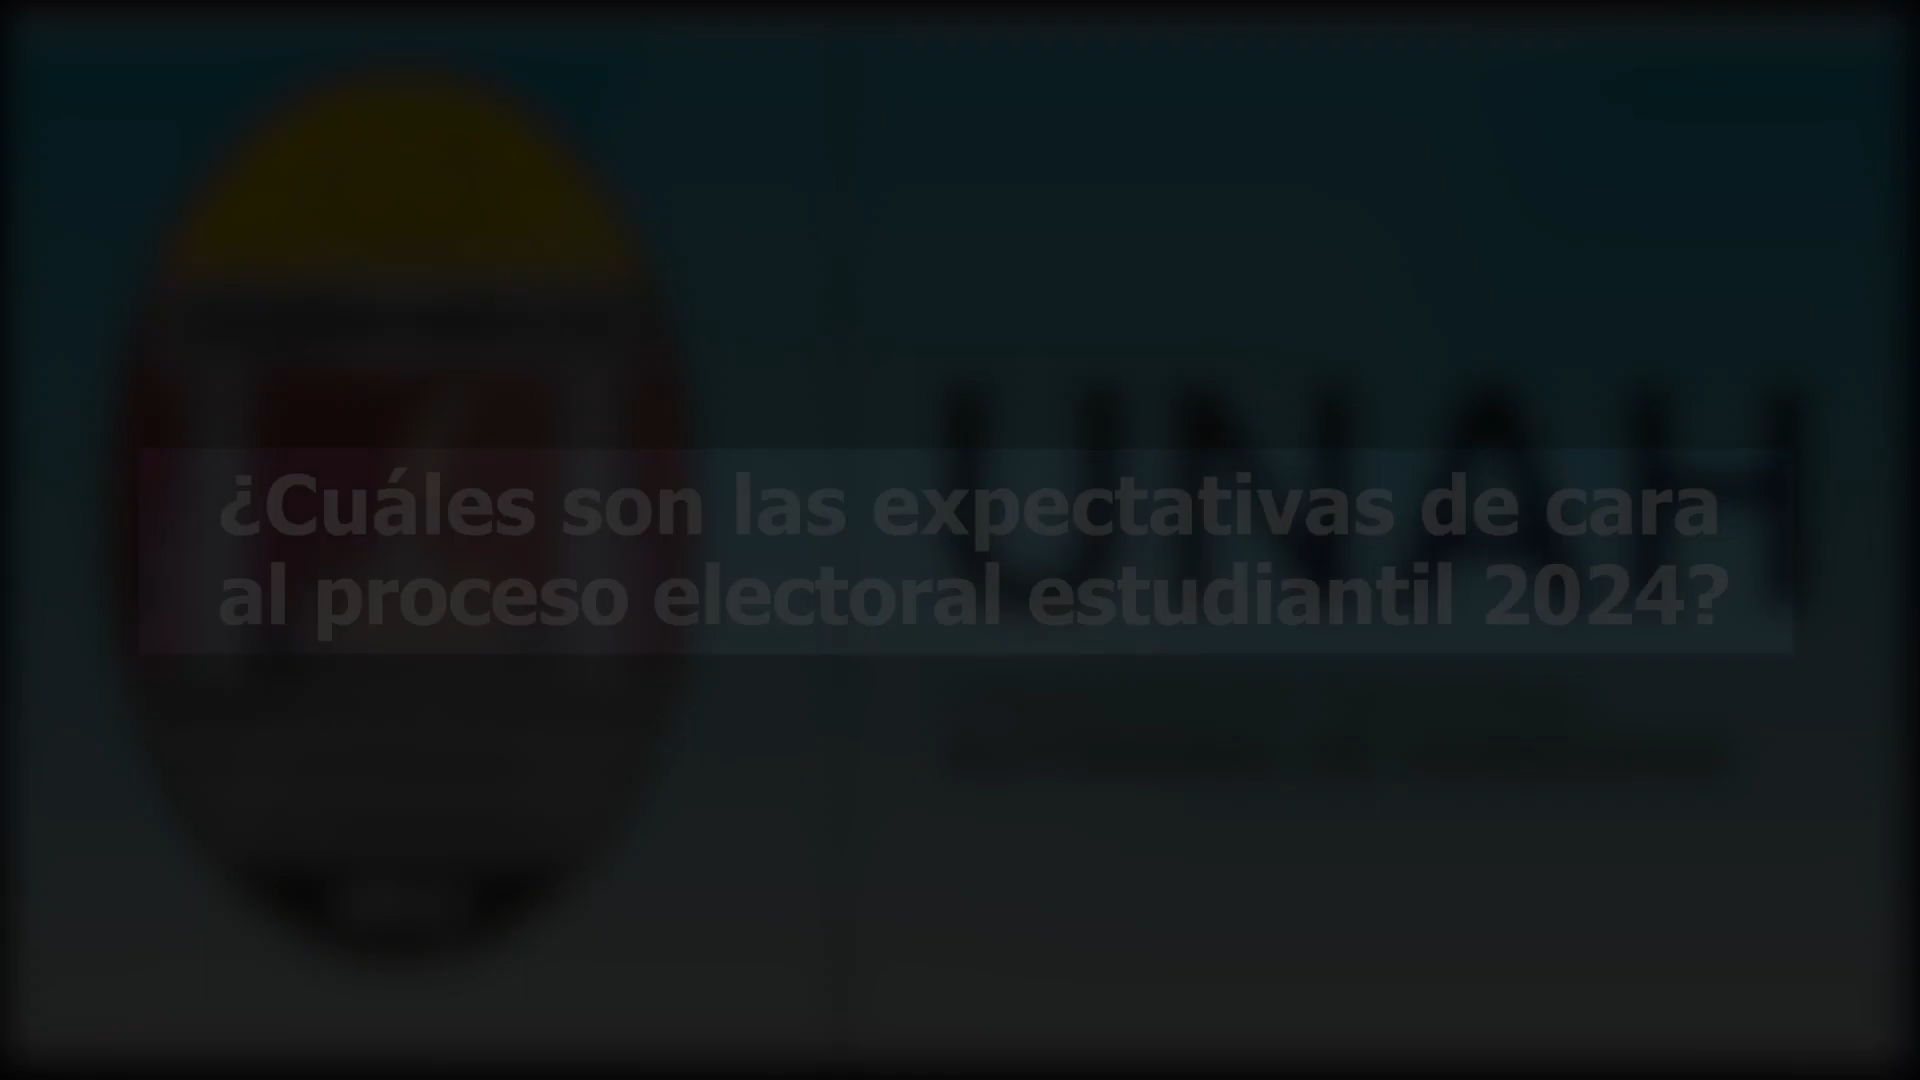 UNAH
¿Cuáles son las expectativas de cara
al proceso electoral estudiantil 2024?